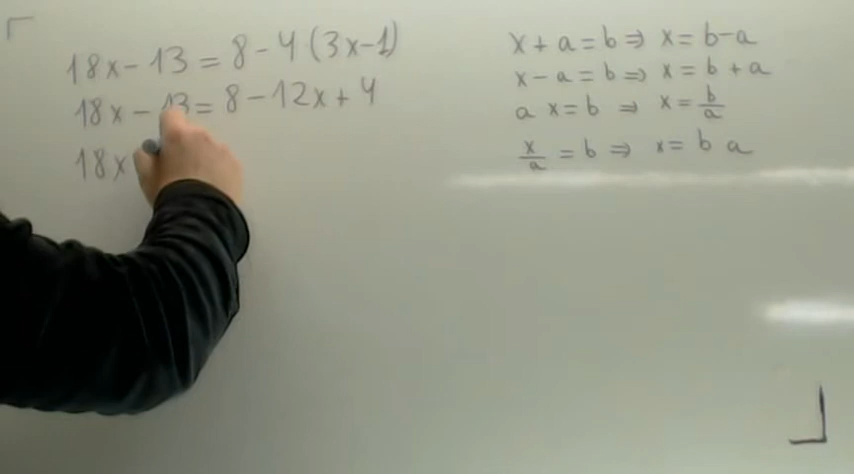 18x - 13 = 8 - 4 (3x-1)
18x - 13 = 8 - 12x + 4
18x
x + a = b ⇒ x = b-a
x - a = b ⇒ x = b + a
a x = b ⇒ x = b/a
x/a = b ⇒ x = b a